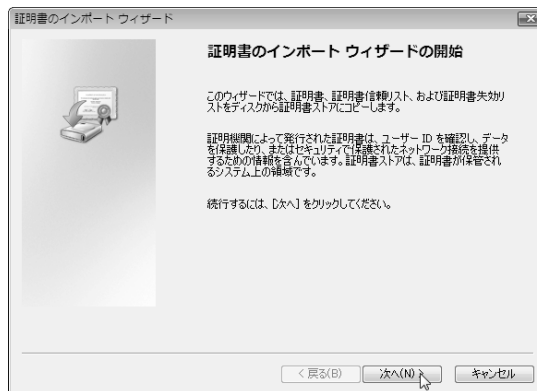 証明書のインポート ウィザード
証明書のインポート ウィザードの開始
このウィザードでは、証明書、証明書信頼リスト、および証明書失効リ
ストをディスクから証明書ストアにコピーします。
証明機関によって発行された証明書は、ユーザー ID を確認し、データ
を保護したり、またはセキュリティで保護されたネットワーク接続を提供
するための情報を含んでいます。証明書ストアは、証明書が保管され
るシステム上の領域です。
続行するには、[次へ] をクリックしてください。
< 戻る(B)
次へ(N) >
キャンセル